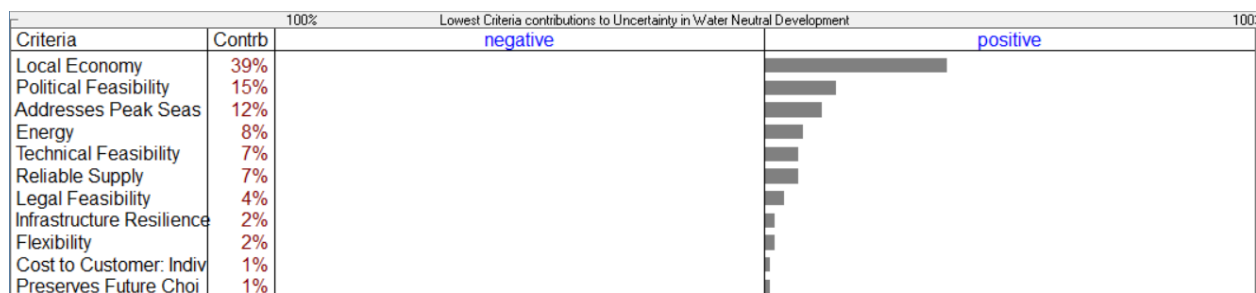 100% Lowest Criteria contributions to Uncertainty in Water Neutral Development 100%
Criteria Contrb negative positive
Local Economy 39%
Political Feasibility 15%
Addresses Peak Seas 12%
Energy 8%
Technical Feasibility 7%
Reliable Supply 7%
Legal Feasibility 4%
Infrastructure Resilience 2%
Flexibility 2%
Cost to Customer: Indiv 1%
Preserves Future Choi 1%